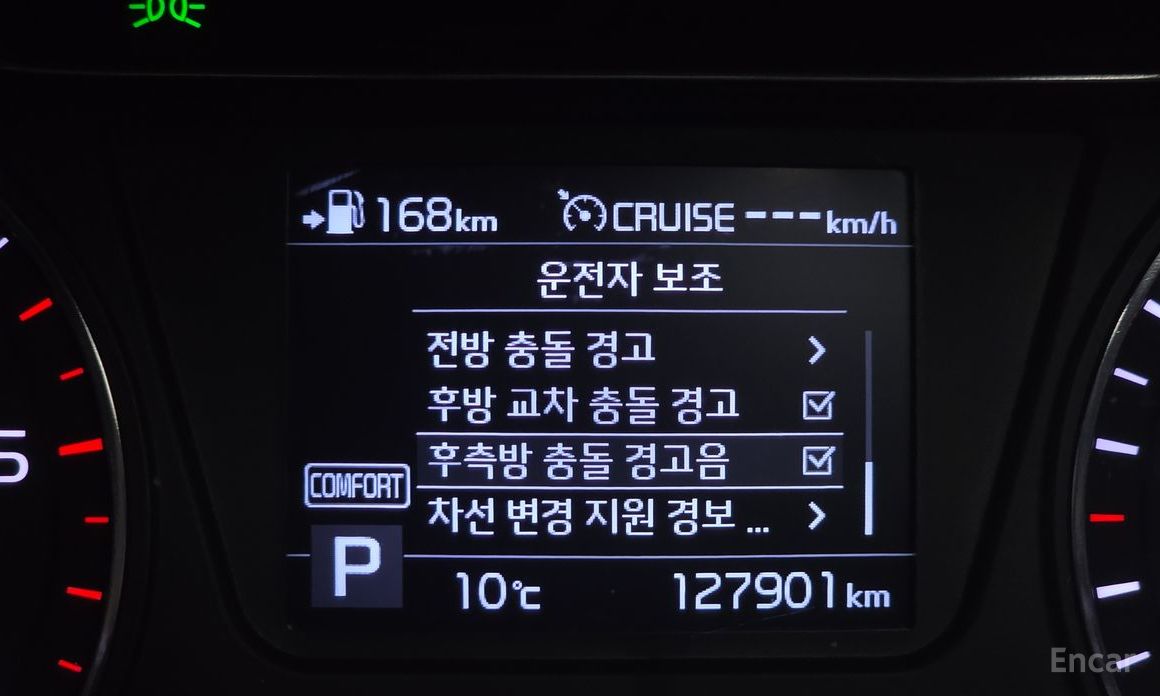 168km CRUISE ---km/h
운전자 보조
전방 충돌 경고
후방 교차 충돌 경고
후측방 충돌 경고음
차선 변경 지원 경보 ...
COMFORT
P
10℃ 127901km
5
Encar